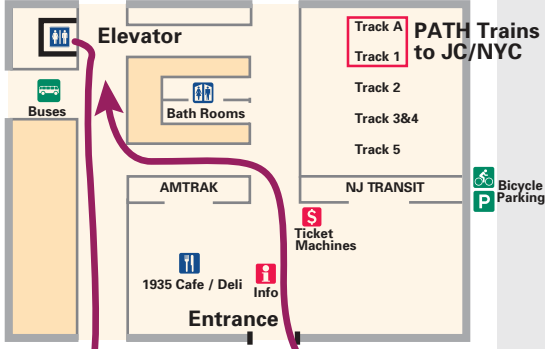 Elevator
Buses
Bath Rooms
Track A
Track 1
PATH Trains
to JC/NYC
Track 2
Track 3&4
Track 5
AMTRAK
NJ TRANSIT
P
Bicycle
Parking
$
Ticket
Machines
1935 Cafe / Deli
i
Info
Entrance